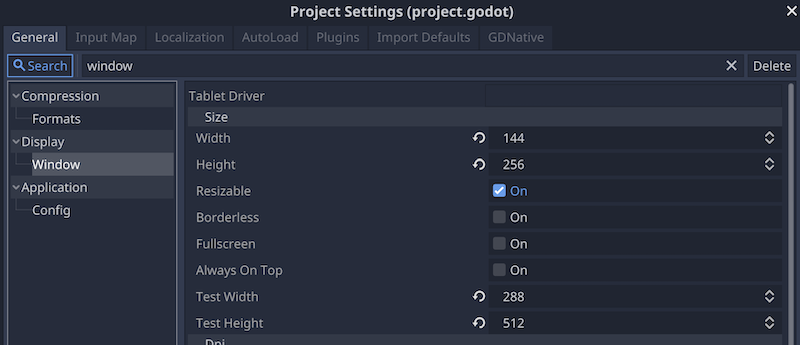 Project Settings (project.godot)
General Input Map Localization AutoLoad Plugins Import Defaults GDNative
Search window Delete
Compression
Formats
Display
Window
Application
Config
Tablet Driver
Size
Width 144
Height 256
Resizable On
Borderless On
Fullscreen On
Always On Top On
Test Width 288
Test Height 512
Dpi